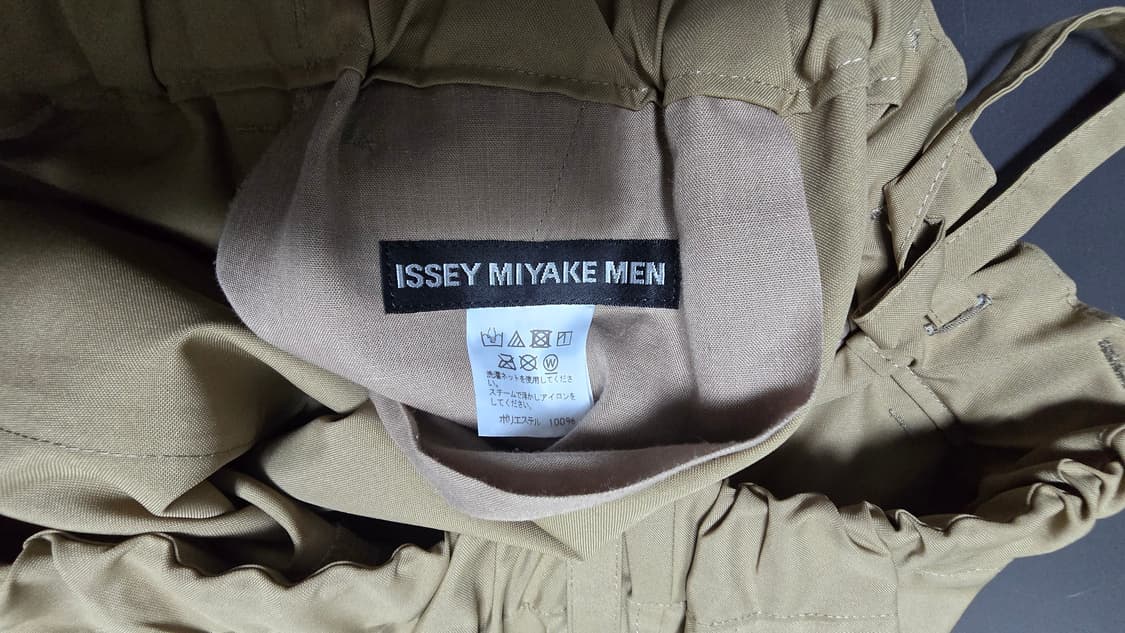 ISSEY MIYAKE MEN
W
洗濯ネットを使用してくださ
い。
スチームで浮かしアイロンを
してください。
ポリエステル 100%